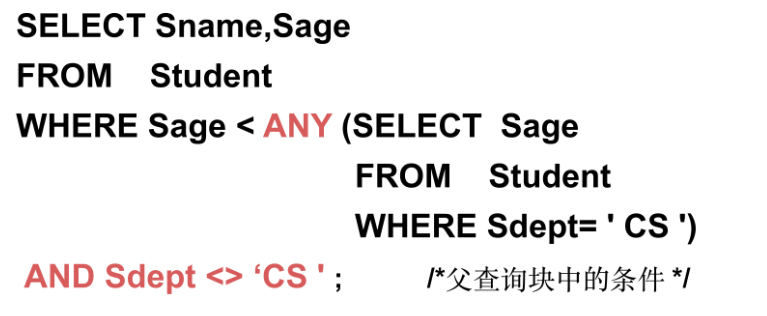 SELECT Sname,Sage
FROM Student
WHERE Sage < ANY (SELECT Sage
FROM Student
WHERE Sdept= ' CS ')
AND Sdept <> ‘CS ' ; /*父查询块中的条件 */